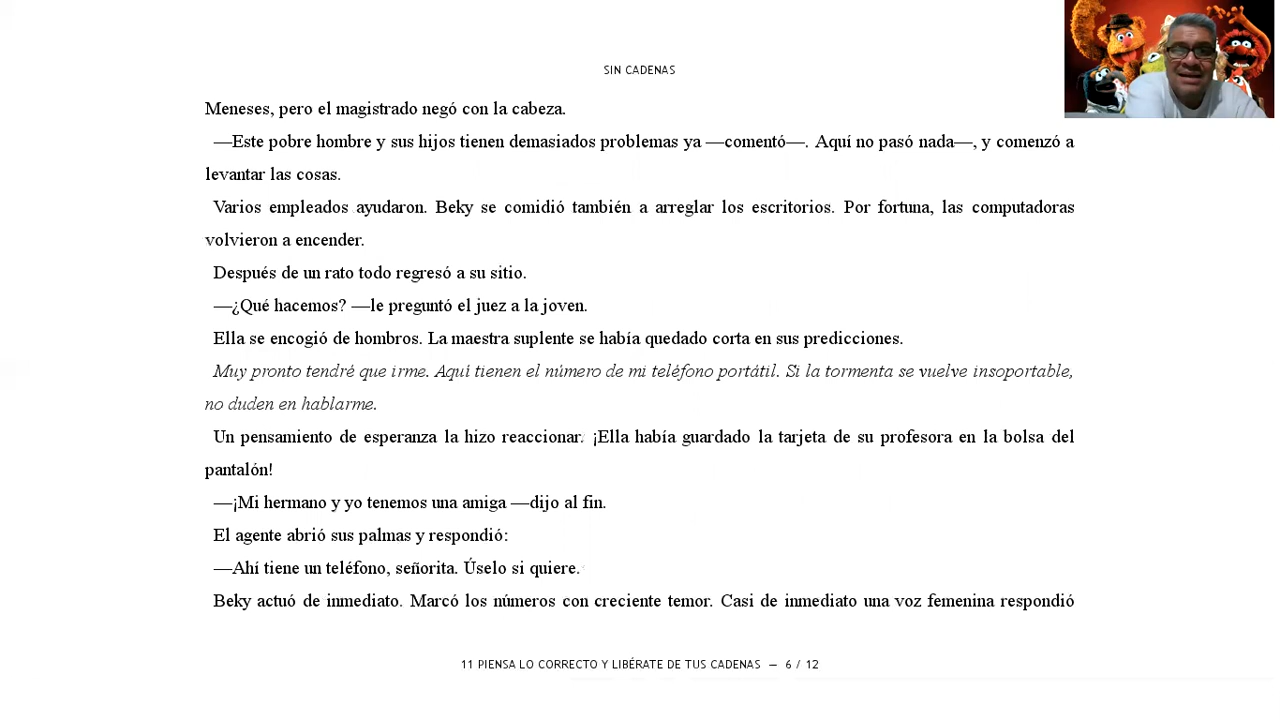 SIN CADENAS
Meneses, pero el magistrado negó con la cabeza.
—Este pobre hombre y sus hijos tienen demasiados problemas ya —comentó—. Aquí no pasó nada—, y comenzó a
levantar las cosas.
Varios empleados ayudaron. Beky se comidió también a arreglar los escritorios. Por fortuna, las computadoras
volvieron a encender.
Después de un rato todo regresó a su sitio.
—¿Qué hacemos? —le preguntó el juez a la joven.
Ella se encogió de hombros. La maestra suplente se había quedado corta en sus predicciones.
Muy pronto tendré que irme. Aquí tienen el número de mi teléfono portátil. Si la tormenta se vuelve insoportable,
no duden en hablarme.
Un pensamiento de esperanza la hizo reaccionar. ¡Ella había guardado la tarjeta de su profesora en la bolsa del
pantalón!
—¡Mi hermano y yo tenemos una amiga —dijo al fin.
El agente abrió sus palmas y respondió:
—Ahí tiene un teléfono, señorita. Úselo si quiere.
Beky actuó de inmediato. Marcó los números con creciente temor. Casi de inmediato una voz femenina respondió
11 PIENSA LO CORRECTO Y LIBÉRATE DE TUS CADENAS — 6 / 12